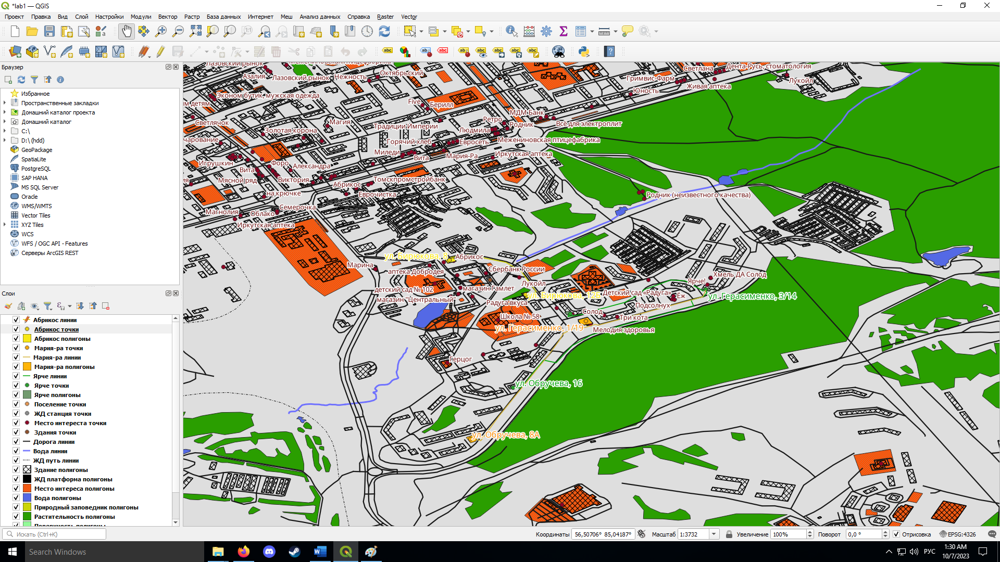 *lab1 — QGIS
Проект Правка Вид Слой Настройки Модули Вектор Растр База данных Интернет Меш Анализ данных Справка Raster Vector
Браузер
Избранное
Пространственные закладки
Домашний каталог проекта
Домашний каталог
C:\
D:\ (hdd)
GeoPackage
SpatiaLite
PostgreSQL
SAP HANA
MS SQL Server
Oracle
WMS/WMTS
Vector Tiles
XYZ Tiles
WCS
WFS / OGC API - Features
Серверы ArcGIS REST
Слои
Абрикос линии
Абрикос точки
Абрикос полигоны
Мария-ра точки
Мария-ра линии
Мария-ра полигоны
Ярче линии
Ярче точки
Ярче полигоны
Поселение точки
ЖД станция точки
Место интереста точки
Здания точки
Дорога линии
Вода линии
ЖД путь линии
Здание полигоны
ЖД платформа полигоны
Место интереса полигоны
Вода полигоны
Природный заповедник полигоны
Растительность полигоны
Лазовский рынок
Азалия
Лазовский рынок
Нежность
Октябрьский
Светлана
Дента-Русь, стоматология
Гримвис-Фарм
Живая аптека
Лукойл
Юность
Эконом бутик, мужская одежда
м детям
Five
Берилл
МДМ Банк
Светлячок
Магия
Традиции Империи
Ретро
Родник
Всё для электроплит
Людмила
Золотая корона
чарование
Горячий хлеб
Евросеть
Межениновская птицефабрика
Миледи
Вита
Мария-Ра
Иркутская аптека
Игрушкин
Форо
Александра
Вита
Мясной ряд
Виктория
Абрикос
Томскпромстройбанк
на крючке
Еврочистка
Родник (неизвестного качества)
Магнолия
Облако
Семерочка
Иркутская аптека
ул. Бирюкова, 8
Абрикос
Марина
аптека Добродея
Сбербанк России
Хмель ДА Солод
Лукойл
Ярче!
детский сад № 102
магазин Гамлет
Детский сад «Радуга»
Ёж
магазин "Центральный"
ул. Бирюкова, 12Б
ул. Герасименко, 3/14
Радуга вкуса
Подсолнух
Школа № 58
Солод
Три кота
ул. Герасименко, 1/19
Мелодия здоровья
Герцог
ул. Обручева, 16
ул. Обручева, 8А
Искать (Ctrl+K)
Координаты 56,50706° 85,04187° Масштаб 1:3732 Увеличение 100% Поворот 0,0 ° Отрисовка EPSG:4326
Search Windows
РУС
1:30 AM
10/7/2023